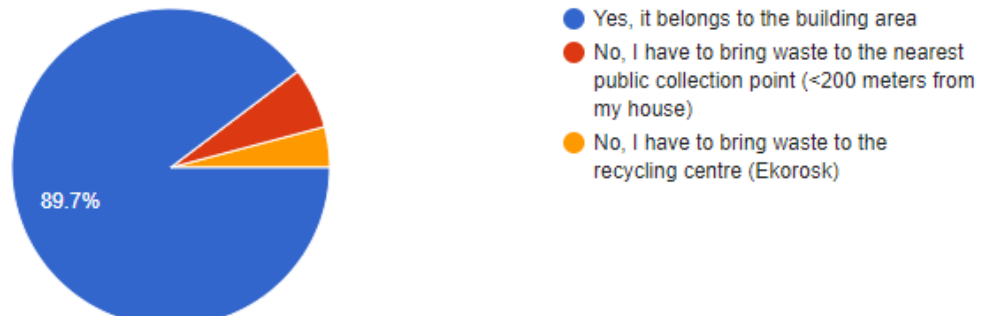 Yes, it belongs to the building area
No, I have to bring waste to the nearest
public collection point (<200 meters from
my house)
No, I have to bring waste to the
recycling centre (Ekorosk)
89.7%